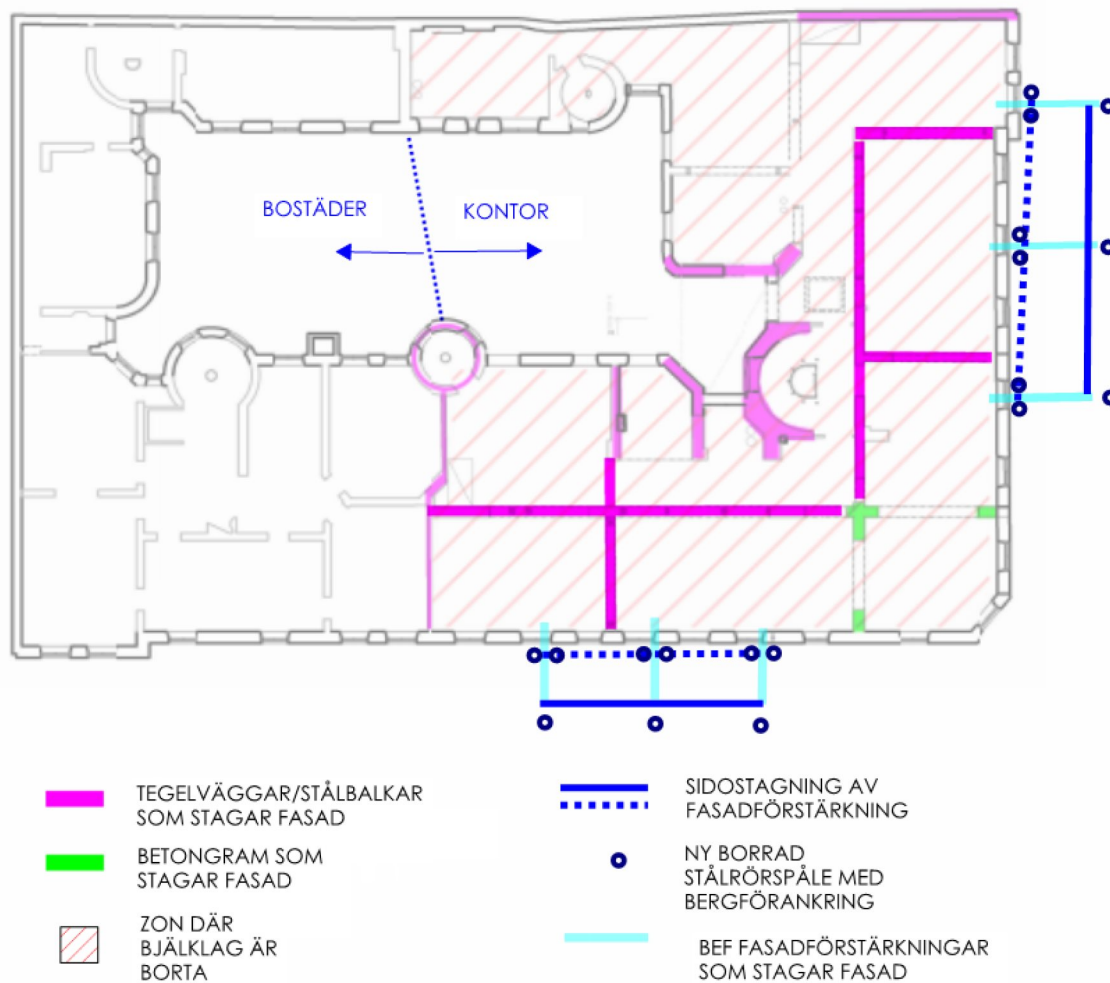 BOSTÄDER
KONTOR
TEGELVÄGGAR/STÅLBALKAR
SOM STAGAR FASAD
BETONGRAM SOM
STAGAR FASAD
ZON DÄR
BJÄLKLAG ÄR
BORTA
SIDOSTAGNING AV
FASADFÖRSTÄRKNING
NY BORRAD
STÅLRÖRSPÅLE MED
BERGFÖRANKRING
BEF FASADFÖRSTÄRKNINGAR
SOM STAGAR FASAD